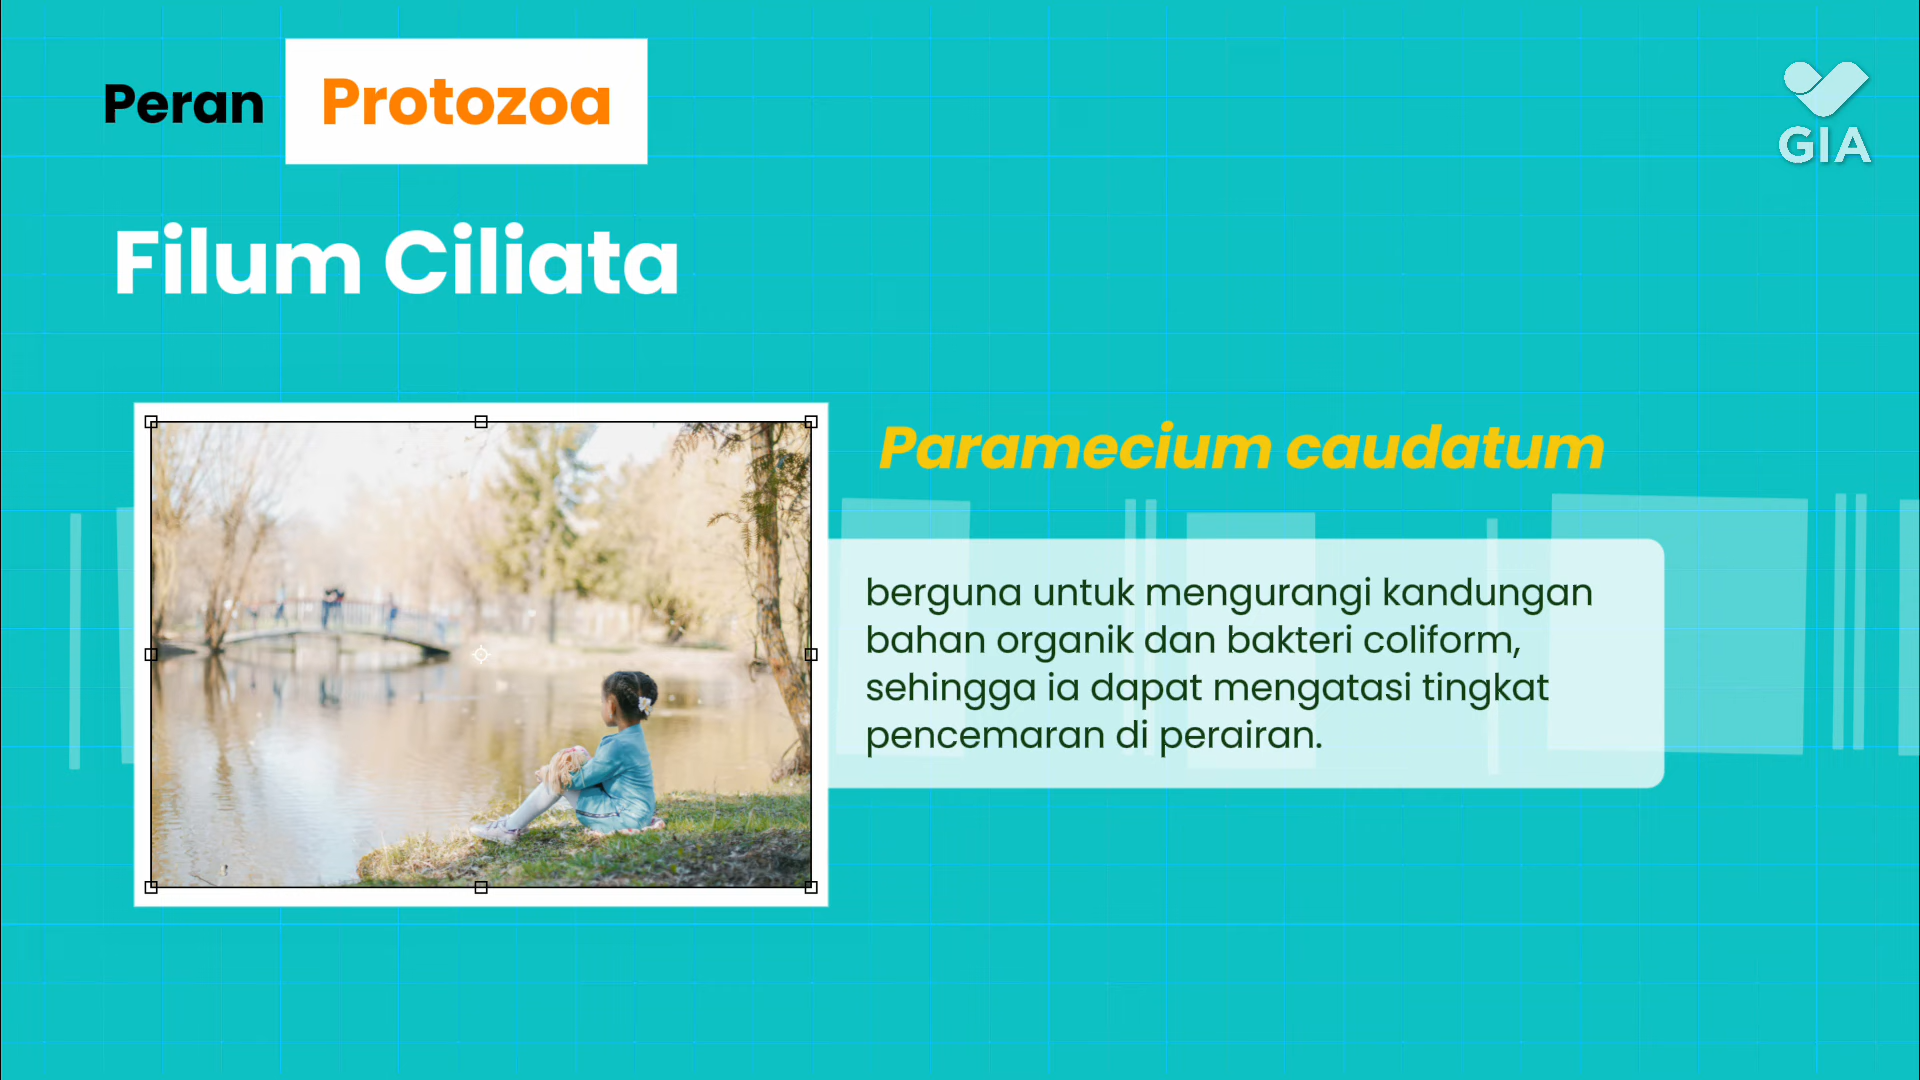 Peran Protozoa
GIA
Filum Ciliata
Paramecium caudatum
berguna untuk mengurangi kandungan
bahan organik dan bakteri coliform,
sehingga ia dapat mengatasi tingkat
pencemaran di perairan.